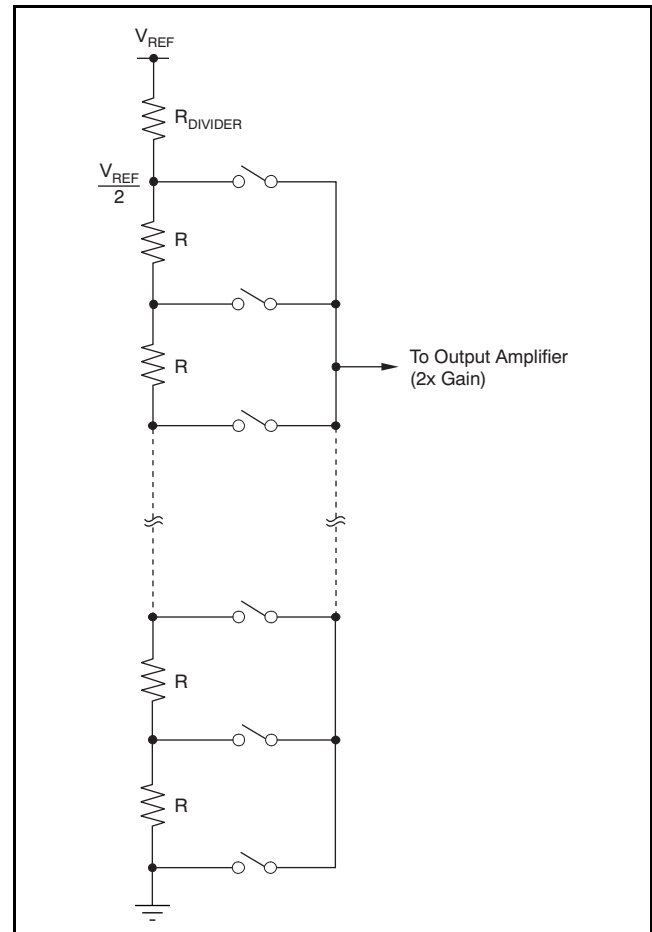 VREF
RDIVIDER
VREF
2
R
R
To Output Amplifier
(2x Gain)
R
R